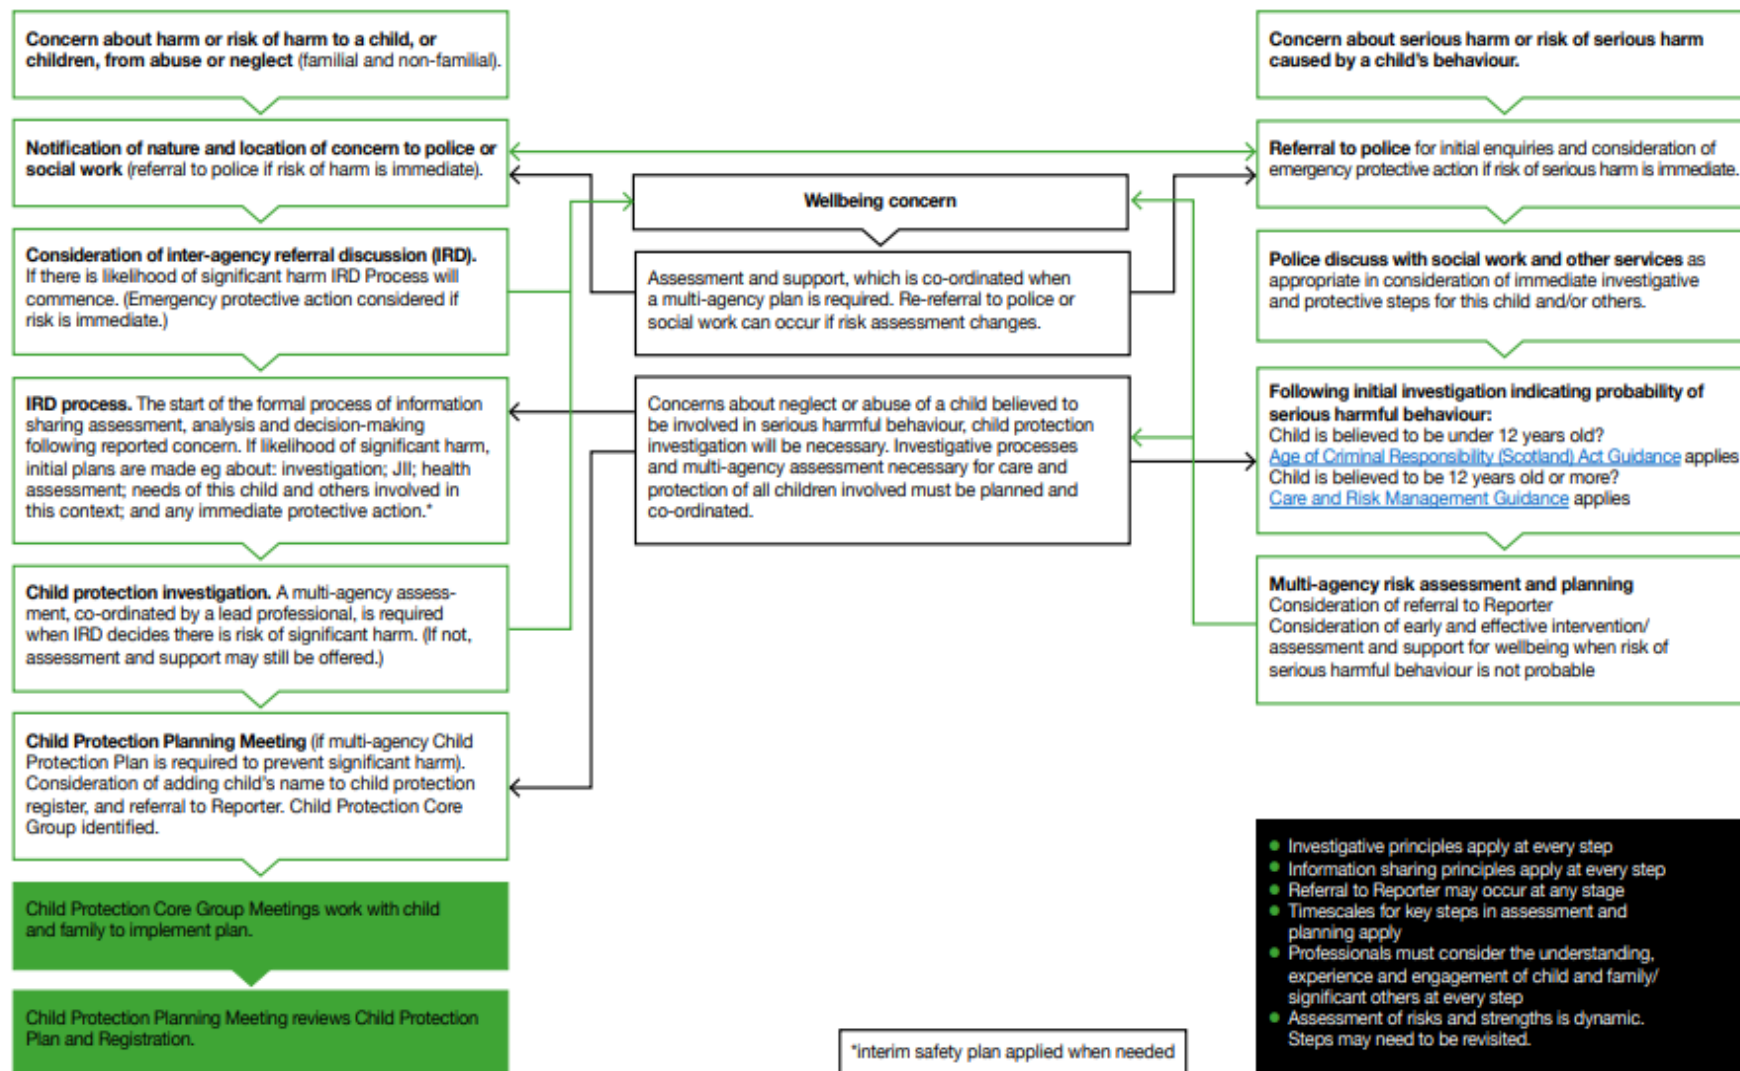 Concern about harm or risk of harm to a child, or
children, from abuse or neglect (familial and non-familial).
Notification of nature and location of concern to police or
social work (referral to police if risk of harm is immediate).
Consideration of inter-agency referral discussion (IRD).
If there is likelihood of significant harm IRD Process will
commence. (Emergency protective action considered if
risk is immediate.)
IRD process. The start of the formal process of information
sharing assessment, analysis and decision-making
following reported concern. If likelihood of significant harm,
initial plans are made eg about: investigation; JII; health
assessment; needs of this child and others involved in
this context; and any immediate protective action.*
Child protection investigation. A multi-agency assess-
ment, co-ordinated by a lead professional, is required
when IRD decides there is risk of significant harm. (If not,
assessment and support may still be offered.)
Child Protection Planning Meeting (if multi-agency Child
Protection Plan is required to prevent significant harm).
Consideration of adding child's name to child protection
register, and referral to Reporter. Child Protection Core
Group identified.
Child Protection Core Group Meetings work with child
and family to implement plan.
Child Protection Planning Meeting reviews Child Protection
Plan and Registration.
Wellbeing concern
Assessment and support, which is co-ordinated when
a multi-agency plan is required. Re-referral to police or
social work can occur if risk assessment changes.
Concerns about neglect or abuse of a child believed to
be involved in serious harmful behaviour, child protection
investigation will be necessary. Investigative processes
and multi-agency assessment necessary for care and
protection of all children involved must be planned and
co-ordinated.
*interim safety plan applied when needed
Concern about serious harm or risk of serious harm
caused by a child's behaviour.
Referral to police for initial enquiries and consideration of
emergency protective action if risk of serious harm is immediate.
Police discuss with social work and other services as
appropriate in consideration of immediate investigative
and protective steps for this child and/or others.
Following initial investigation indicating probability of
serious harmful behaviour:
Child is believed to be under 12 years old?
Age of Criminal Responsibility (Scotland) Act Guidance applies
Child is believed to be 12 years old or more?
Care and Risk Management Guidance applies
Multi-agency risk assessment and planning
Consideration of referral to Reporter
Consideration of early and effective intervention/
assessment and support for wellbeing when risk of
serious harmful behaviour is not probable
● Investigative principles apply at every step
● Information sharing principles apply at every step
● Referral to Reporter may occur at any stage
● Timescales for key steps in assessment and
planning apply
● Professionals must consider the understanding,
experience and engagement of child and family/
significant others at every step
● Assessment of risks and strengths is dynamic.
Steps may need to be revisited.